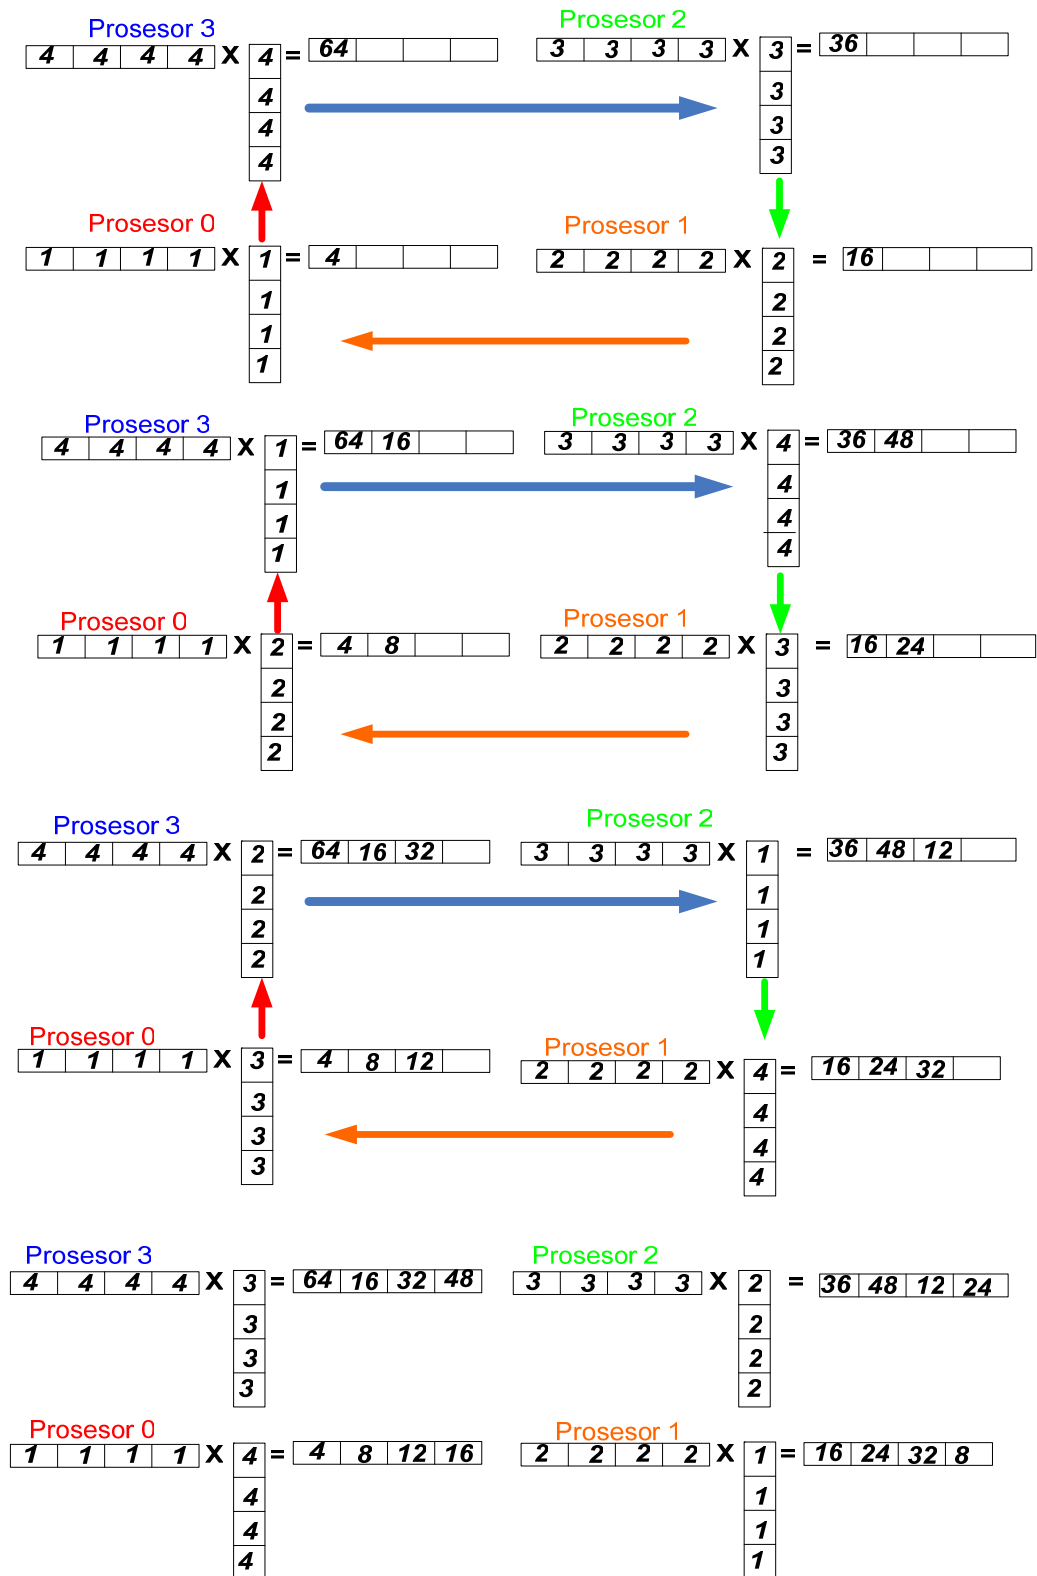 Prosesor 3
4 4 4 4 X 4 = 64
4
4
4
Prosesor 2
3 3 3 3 X 3 = 36
3
3
3
Prosesor 0
1 1 1 1 X 1 = 4
1
1
1
Prosesor 1
2 2 2 2 X 2 = 16
2
2
2
Prosesor 3
4 4 4 4 X 1 = 64 16
1
1
1
Prosesor 2
3 3 3 3 X 4 = 36 48
4
4
4
Prosesor 0
1 1 1 1 X 2 = 4 8
2
2
2
Prosesor 1
2 2 2 2 X 3 = 16 24
3
3
3
Prosesor 3
4 4 4 4 X 2 = 64 16 32
2
2
2
Prosesor 2
3 3 3 3 X 1 = 36 48 12
1
1
1
Prosesor 0
1 1 1 1 X 3 = 4 8 12
3
3
3
Prosesor 1
2 2 2 2 X 4 = 16 24 32
4
4
4
Prosesor 3
4 4 4 4 X 3 = 64 16 32 48
3
3
3
Prosesor 2
3 3 3 3 X 2 = 36 48 12 24
2
2
2
Prosesor 0
1 1 1 1 X 4 = 4 8 12 16
4
4
4
Prosesor 1
2 2 2 2 X 1 = 16 24 32 8
1
1
1